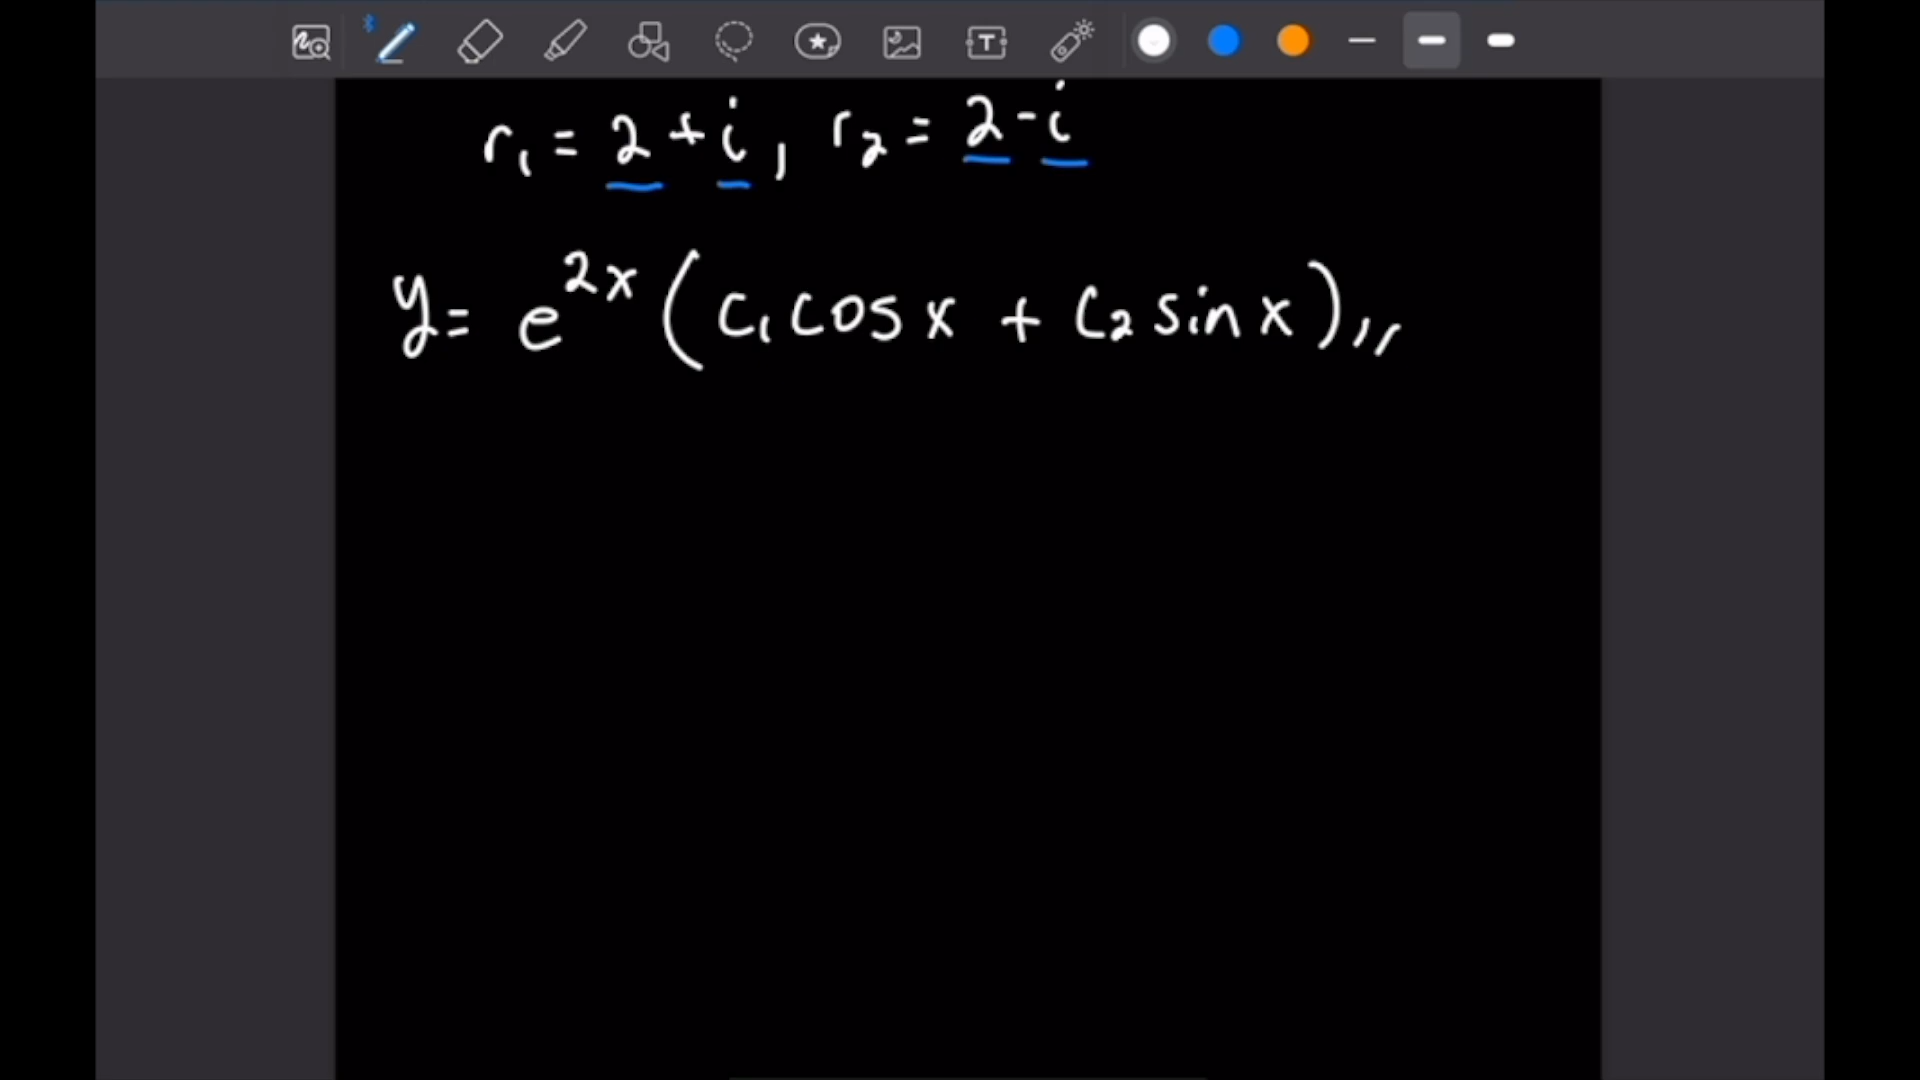 r₁ = 2 + i, r₂ = 2 - i
y = e^{2x} (c₁ cos x + c₂ sin x) //